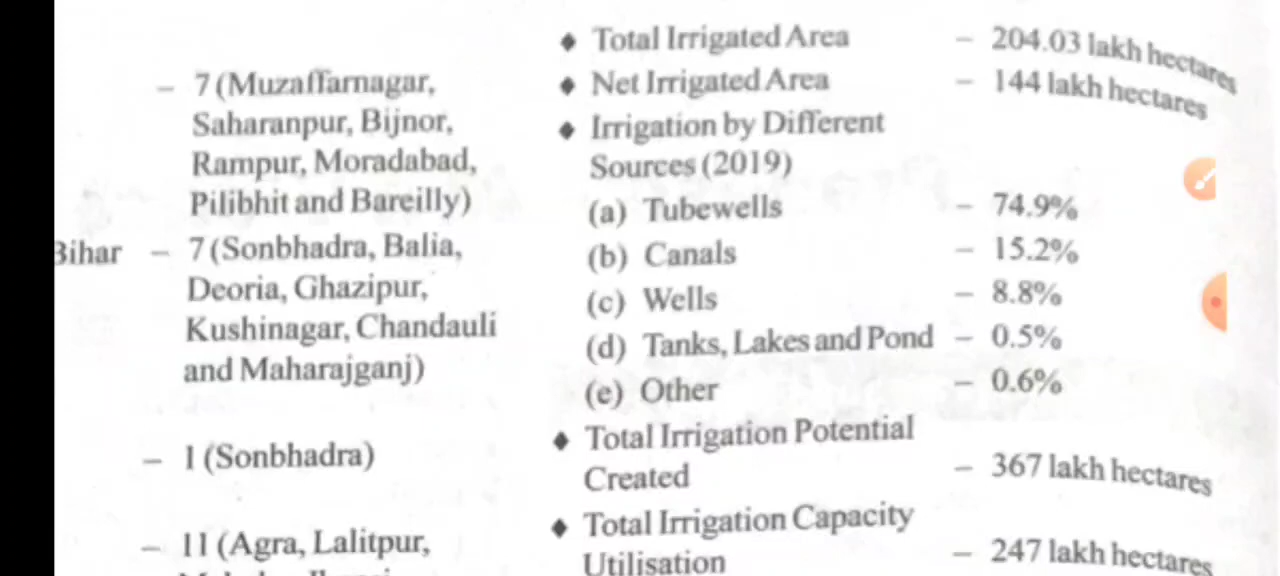 – 7 (Muzaffarnagar,
Saharanpur, Bijnor,
Rampur, Moradabad,
Pilibhit and Bareilly)
Bihar – 7 (Sonbhadra, Balia,
Deoria, Ghazipur,
Kushinagar, Chandauli
and Maharajganj)
– 1 (Sonbhadra)
– 11 (Agra, Lalitpur,
♦ Total Irrigated Area – 204.03 lakh hectares
♦ Net Irrigated Area – 144 lakh hectares
♦ Irrigation by Different
Sources (2019)
(a) Tubewells – 74.9%
(b) Canals – 15.2%
(c) Wells – 8.8%
(d) Tanks, Lakes and Pond – 0.5%
(e) Other – 0.6%
♦ Total Irrigation Potential
Created – 367 lakh hectares
♦ Total Irrigation Capacity
Utilisation – 247 lakh hectares